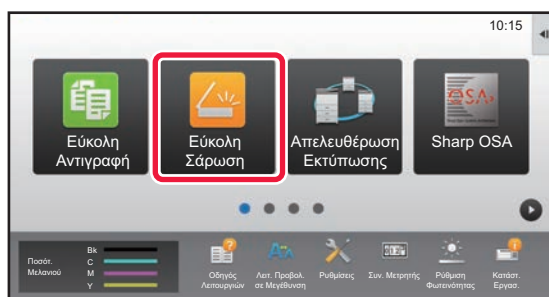 10:15
Εύκολη
Αντιγραφή
Εύκολη
Σάρωση
Απελευθέρωση
Εκτύπωσης
OSA
Sharp OSA
Ποσότ.
Μελανιού
Bk
C
M
Y
Οδηγός
Λειτουργιών
Λετ. Προβολ.
σε Μεγέθυνση
Ρυθμίσεις
Συν. Μετρητής
Ρύθμιση
Φωτεινότητας
Κατάστ.
Εργασ.